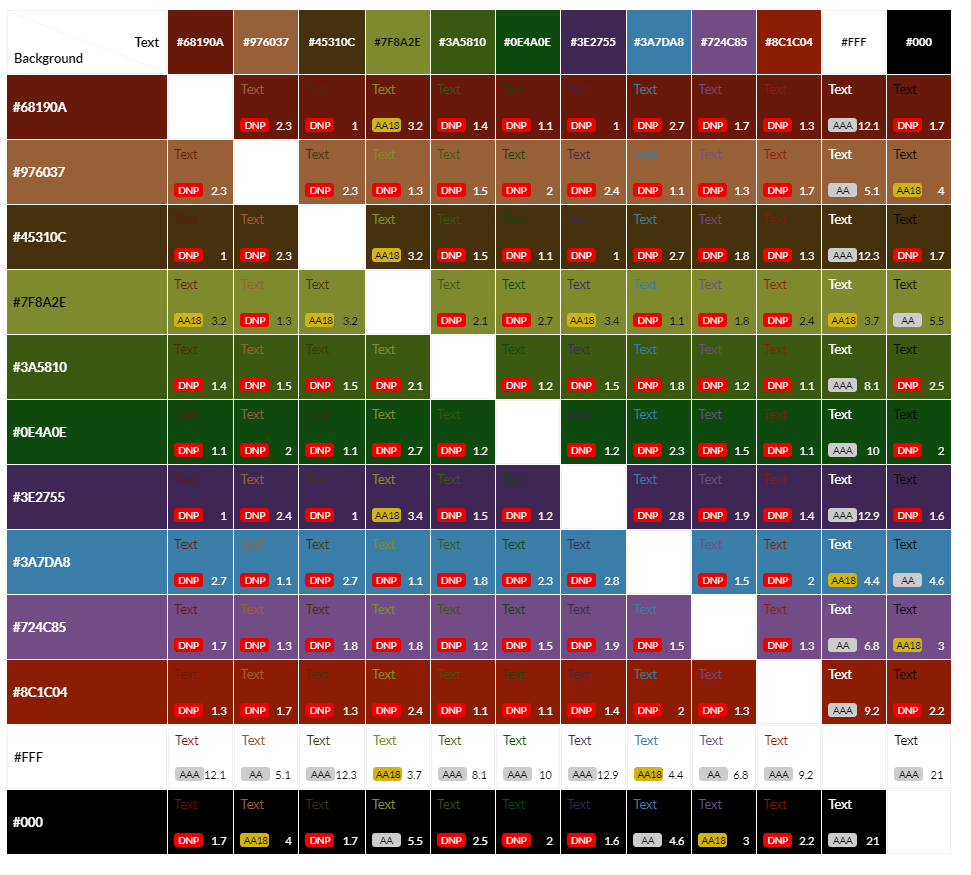 Text #68190A #976037 #45310C #7F8A2E #3A5810 #0E4A0E #3E2755 #3A7DA8 #724C85 #8C1C04 #FFF #000
Background
Text Text Text Text Text Text Text Text Text Text Text
#68190A
DNP 2.3 DNP 1 AA18 3.2 DNP 1.4 DNP 1.1 DNP 1 DNP 2.7 DNP 1.7 DNP 1.3 AAA 12.1 DNP 1.7
Text Text Text Text Text Text Text Text Text Text Text
#976037
DNP 2.3 DNP 2.3 DNP 1.3 DNP 1.5 DNP 2 DNP 2.4 DNP 1.1 DNP 1.3 DNP 1.7 AA 5.1 AA18 4
Text Text Text Text Text Text Text Text Text Text Text
#45310C
DNP 1 DNP 2.3 AA18 3.2 DNP 1.5 DNP 1.1 DNP 1 DNP 2.7 DNP 1.8 DNP 1.3 AAA 12.3 DNP 1.7
Text Text Text Text Text Text Text Text Text Text Text
#7F8A2E
AA18 3.2 DNP 1.3 AA18 3.2 DNP 2.1 DNP 2.7 AA18 3.4 DNP 1.1 DNP 1.8 DNP 2.4 AA18 3.7 AA 5.5
Text Text Text Text Text Text Text Text Text Text Text
#3A5810
DNP 1.4 DNP 1.5 DNP 1.5 DNP 2.1 DNP 1.2 DNP 1.5 DNP 1.8 DNP 1.2 DNP 1.1 AAA 8.1 DNP 2.5
Text Text Text Text Text Text Text Text Text Text Text
#0E4A0E
DNP 1.1 DNP 2 DNP 1.1 DNP 2.7 DNP 1.2 DNP 1.2 DNP 2.3 DNP 1.5 DNP 1.1 AAA 10 DNP 2
Text Text Text Text Text Text Text Text Text Text Text
#3E2755
DNP 1 DNP 2.4 DNP 1 AA18 3.4 DNP 1.5 DNP 1.2 DNP 2.8 DNP 1.9 DNP 1.4 AAA 12.9 DNP 1.6
Text Text Text Text Text Text Text Text Text Text Text
#3A7DA8
DNP 2.7 DNP 1.1 DNP 2.7 DNP 1.1 DNP 1.8 DNP 2.3 DNP 2.8 DNP 1.5 DNP 2 AA18 4.4 AA 4.6
Text Text Text Text Text Text Text Text Text Text Text
#724C85
DNP 1.7 DNP 1.3 DNP 1.8 DNP 1.8 DNP 1.2 DNP 1.5 DNP 1.9 DNP 1.5 DNP 1.3 AA 6.8 AA18 3
Text Text Text Text Text Text Text Text Text Text Text
#8C1C04
DNP 1.3 DNP 1.7 DNP 1.3 DNP 2.4 DNP 1.1 DNP 1.1 DNP 1.4 DNP 2 DNP 1.3 AAA 9.2 DNP 2.2
Text Text Text Text Text Text Text Text Text Text Text
#FFF
AAA 12.1 AA 5.1 AAA 12.3 AA18 3.7 AAA 8.1 AAA 10 AAA 12.9 AA18 4.4 AA 6.8 AAA 9.2 AAA 21
Text Text Text Text Text Text Text Text Text Text Text
#000
DNP 1.7 AA18 4 DNP 1.7 AA 5.5 DNP 2.5 DNP 2 DNP 1.6 AA 4.6 AA18 3 DNP 2.2 AAA 21